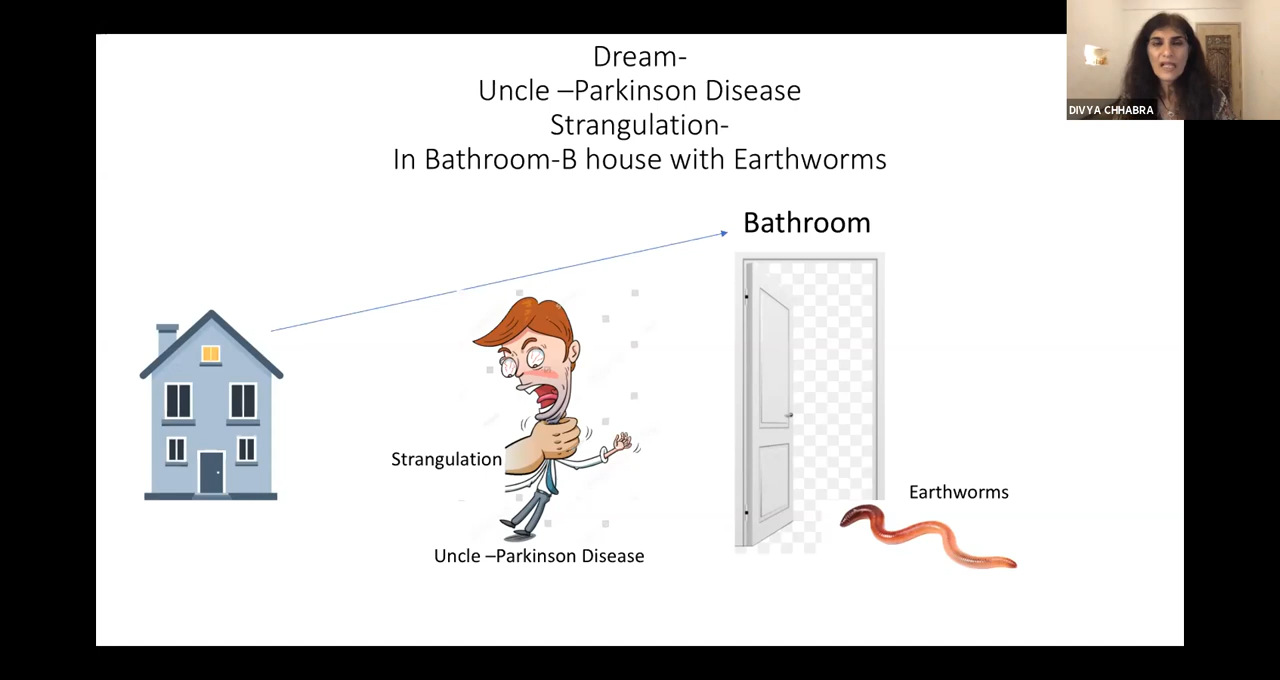 Dream-
Uncle –Parkinson Disease
Strangulation-
In Bathroom-B house with Earthworms
DIVYA CHHABRA
Bathroom
Strangulation
Earthworms
Uncle –Parkinson Disease